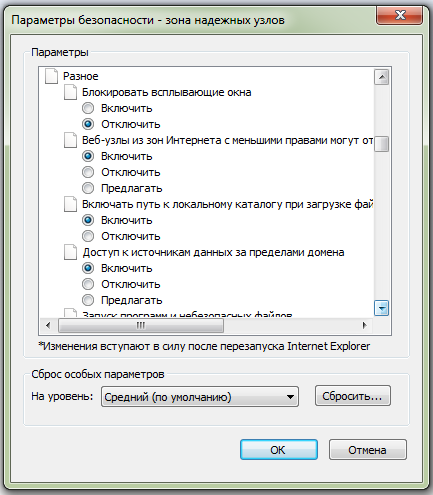 Параметры безопасности - зона надежных узлов
Параметры
Разное
Блокировать всплывающие окна
Включить
Отключить
Веб-узлы из зон Интернета с меньшими правами могут от
Включить
Отключить
Предлагать
Включать путь к локальному каталогу при загрузке фай
Включить
Отключить
Доступ к источникам данных за пределами домена
Включить
Отключить
Предлагать
Запуск программ и небезопасных файлов
*Изменения вступают в силу после перезапуска Internet Explorer
Сброс особых параметров
На уровень: Средний (по умолчанию) Сбросить...
ОК Отмена